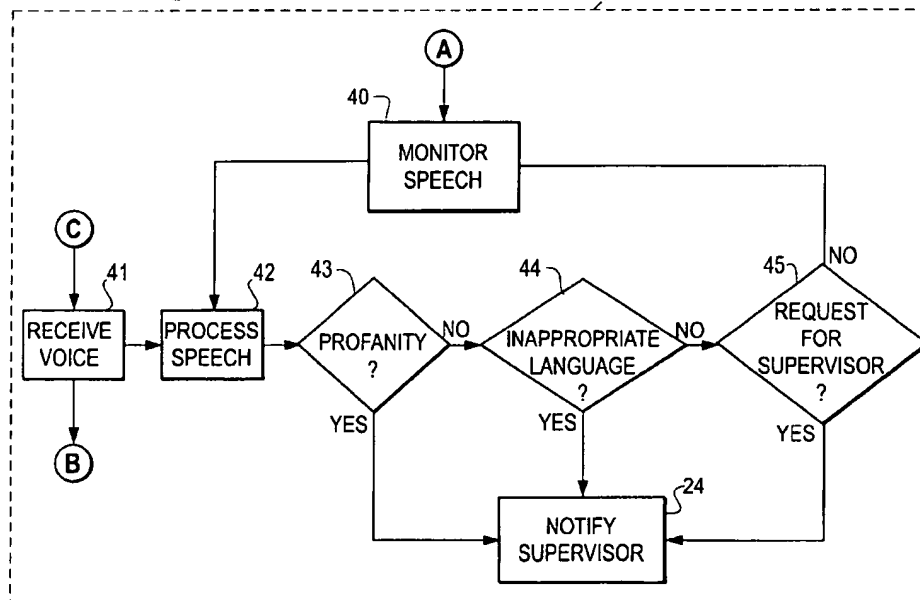 A
40
MONITOR
SPEECH
C
41
RECEIVE
VOICE
B
42
PROCESS
SPEECH
43
PROFANITY
?
NO
YES
44
INAPPROPRIATE
LANGUAGE
?
NO
YES
45
NO
REQUEST
FOR
SUPERVISOR
?
YES
24
NOTIFY
SUPERVISOR